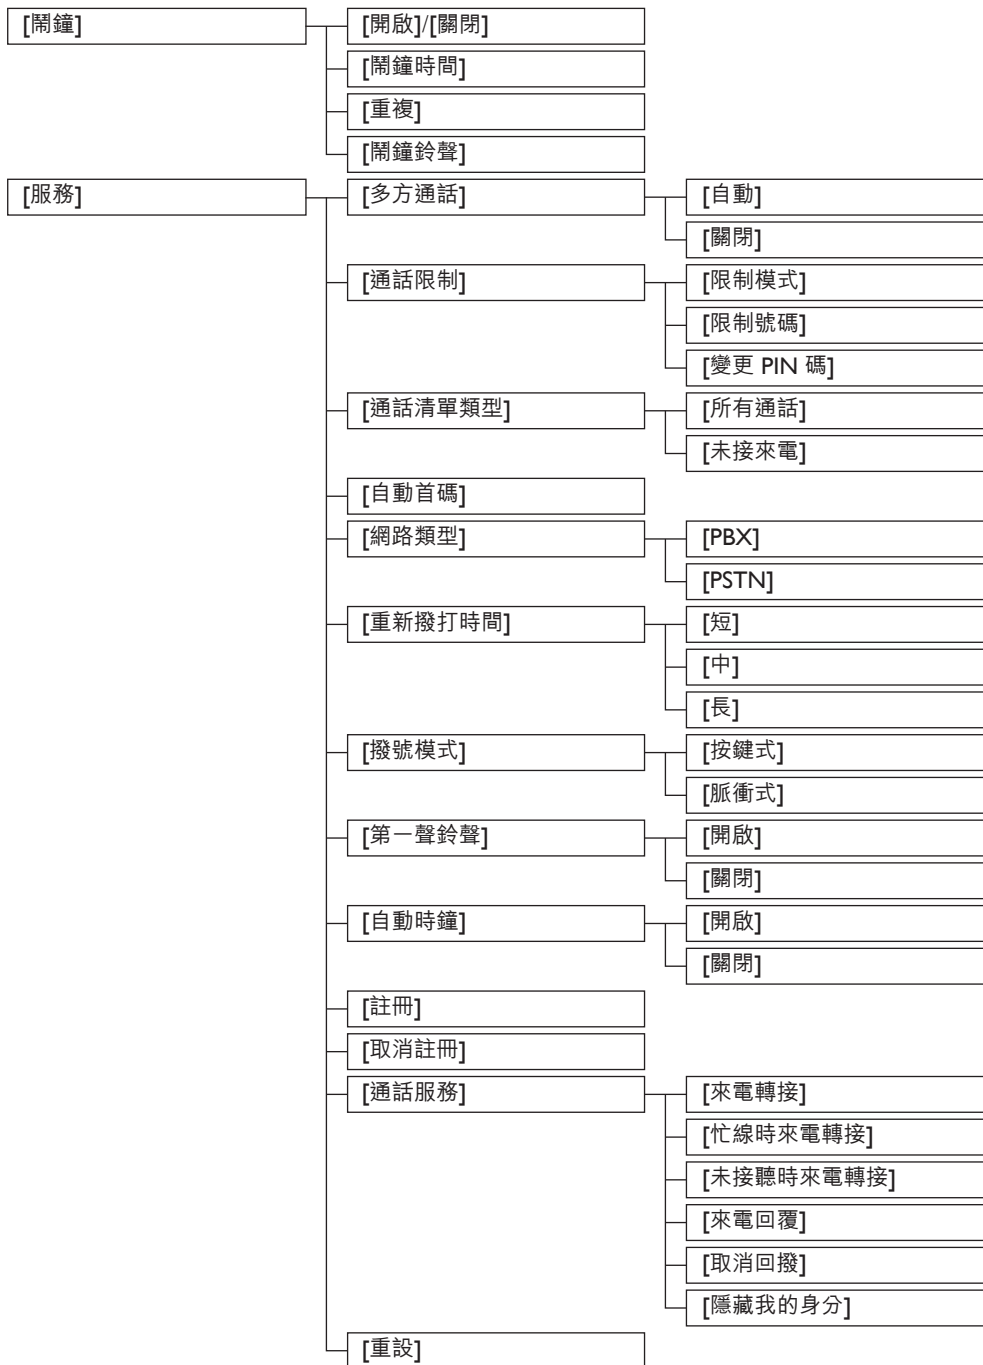 [鬧鐘] [開啟]/[關閉]
[鬧鐘時間]
[重複]
[鬧鐘鈴聲]
[服務] [多方通話] [自動]
[關閉]
[通話限制] [限制模式]
[限制號碼]
[變更 PIN 碼]
[通話清單類型] [所有通話]
[未接來電]
[自動首碼]
[網路類型] [PBX]
[PSTN]
[重新撥打時間] [短]
[中]
[長]
[撥號模式] [按鍵式]
[脈衝式]
[第一聲鈴聲] [開啟]
[關閉]
[自動時鐘] [開啟]
[關閉]
[註冊]
[取消註冊]
[通話服務] [來電轉接]
[忙線時來電轉接]
[未接聽時來電轉接]
[來電回覆]
[取消回撥]
[隱藏我的身分]
[重設]